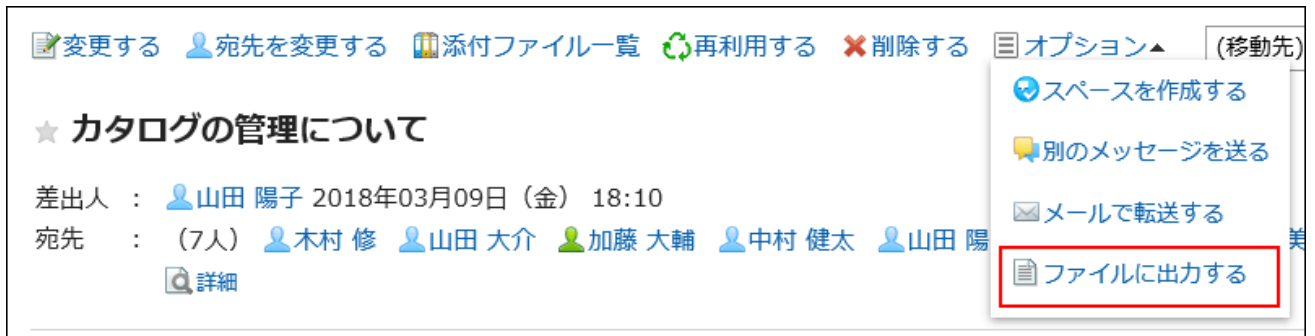 変更する 宛先を変更する 添付ファイル一覧 再利用する 削除する オプション▲ (移動先)
スペースを作成する
別のメッセージを送る
メールで転送する
ファイルに出力する
カタログの管理について
差出人 : 山田 陽子 2018年03月09日（金） 18:10
宛先 : （7人） 木村 修 山田 大介 加藤 大輔 中村 健太 山田 陽
詳細